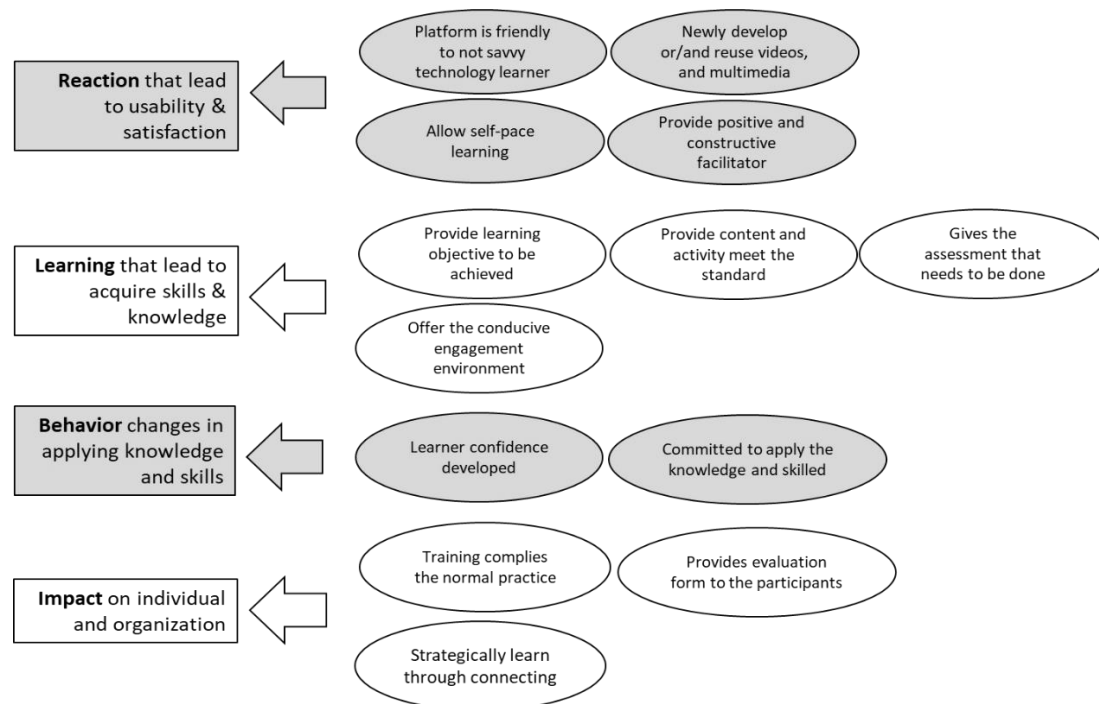 Platform is friendly
to not savvy
technology learner
Newly develop
or/and reuse videos,
and multimedia
Reaction that lead
to usability &
satisfaction
Allow self-pace
learning
Provide positive and
constructive
facilitator
Learning that lead to
acquire skills &
knowledge
Provide learning
objective to be
achieved
Provide content and
activity meet the
standard
Gives the
assessment that
needs to be done
Offer the conducive
engagement
environment
Behavior changes in
applying knowledge
and skills
Learner confidence
developed
Committed to apply the
knowledge and skilled
Impact on individual
and organization
Training complies
the normal practice
Provides evaluation
form to the participants
Strategically learn
through connecting